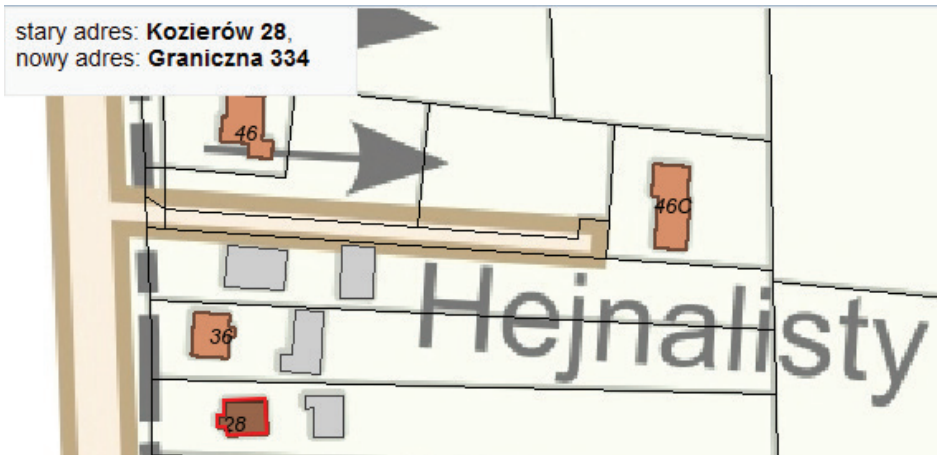 stary adres: Kozierów 28,
nowy adres: Graniczna 334
46
46C
Hejnalisty
36
28